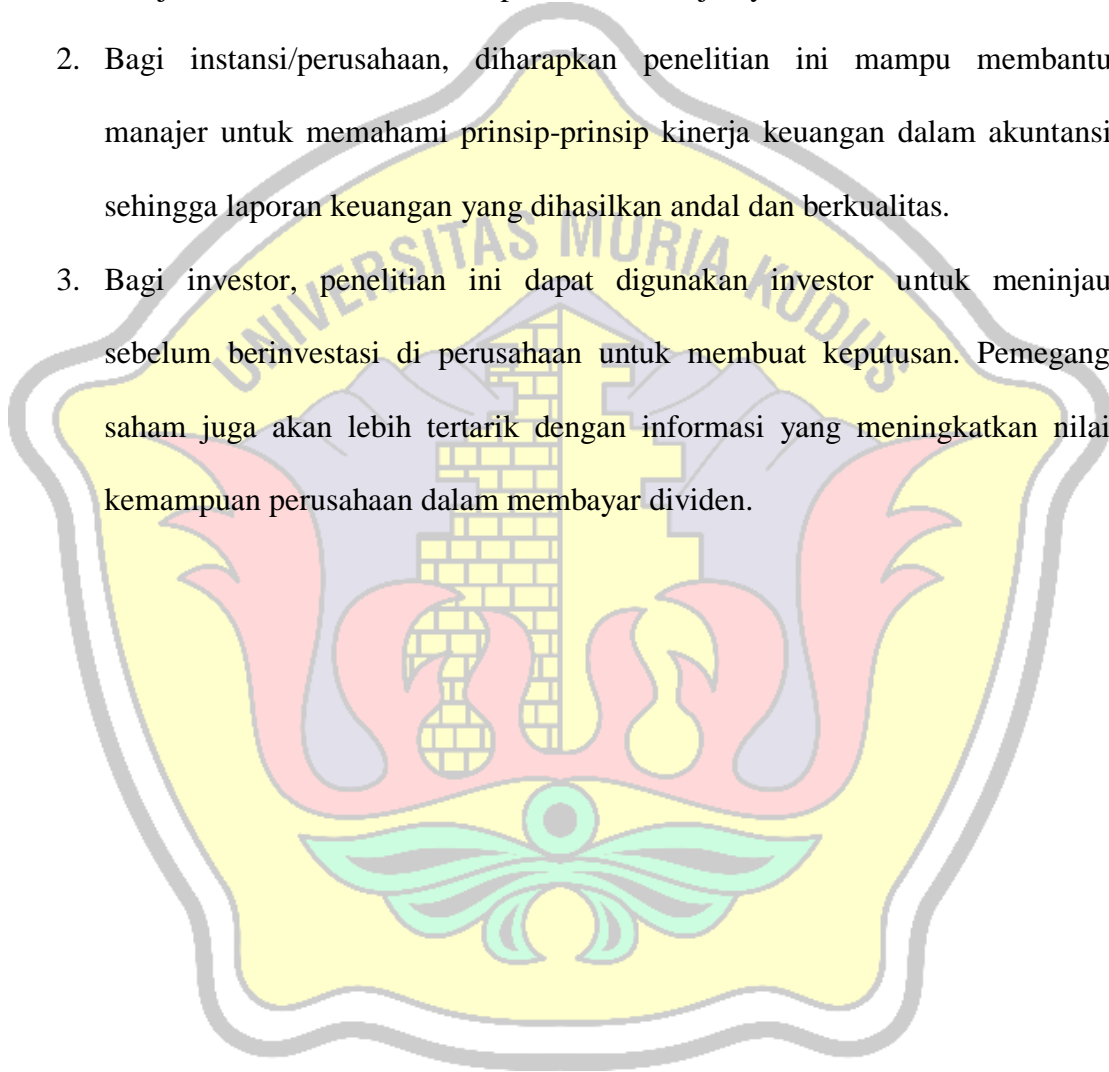 2. Bagi instansi/perusahaan, diharapkan penelitian ini mampu membantu
manajer untuk memahami prinsip-prinsip kinerja keuangan dalam akuntansi
sehingga laporan keuangan yang dihasilkan andal dan berkualitas.
UNIVERSITAS MURIA KUDUS
3. Bagi investor, penelitian ini dapat digunakan investor untuk meninjau
sebelum berinvestasi di perusahaan untuk membuat keputusan. Pemegang
saham juga akan lebih tertarik dengan informasi yang meningkatkan nilai
kemampuan perusahaan dalam membayar dividen.